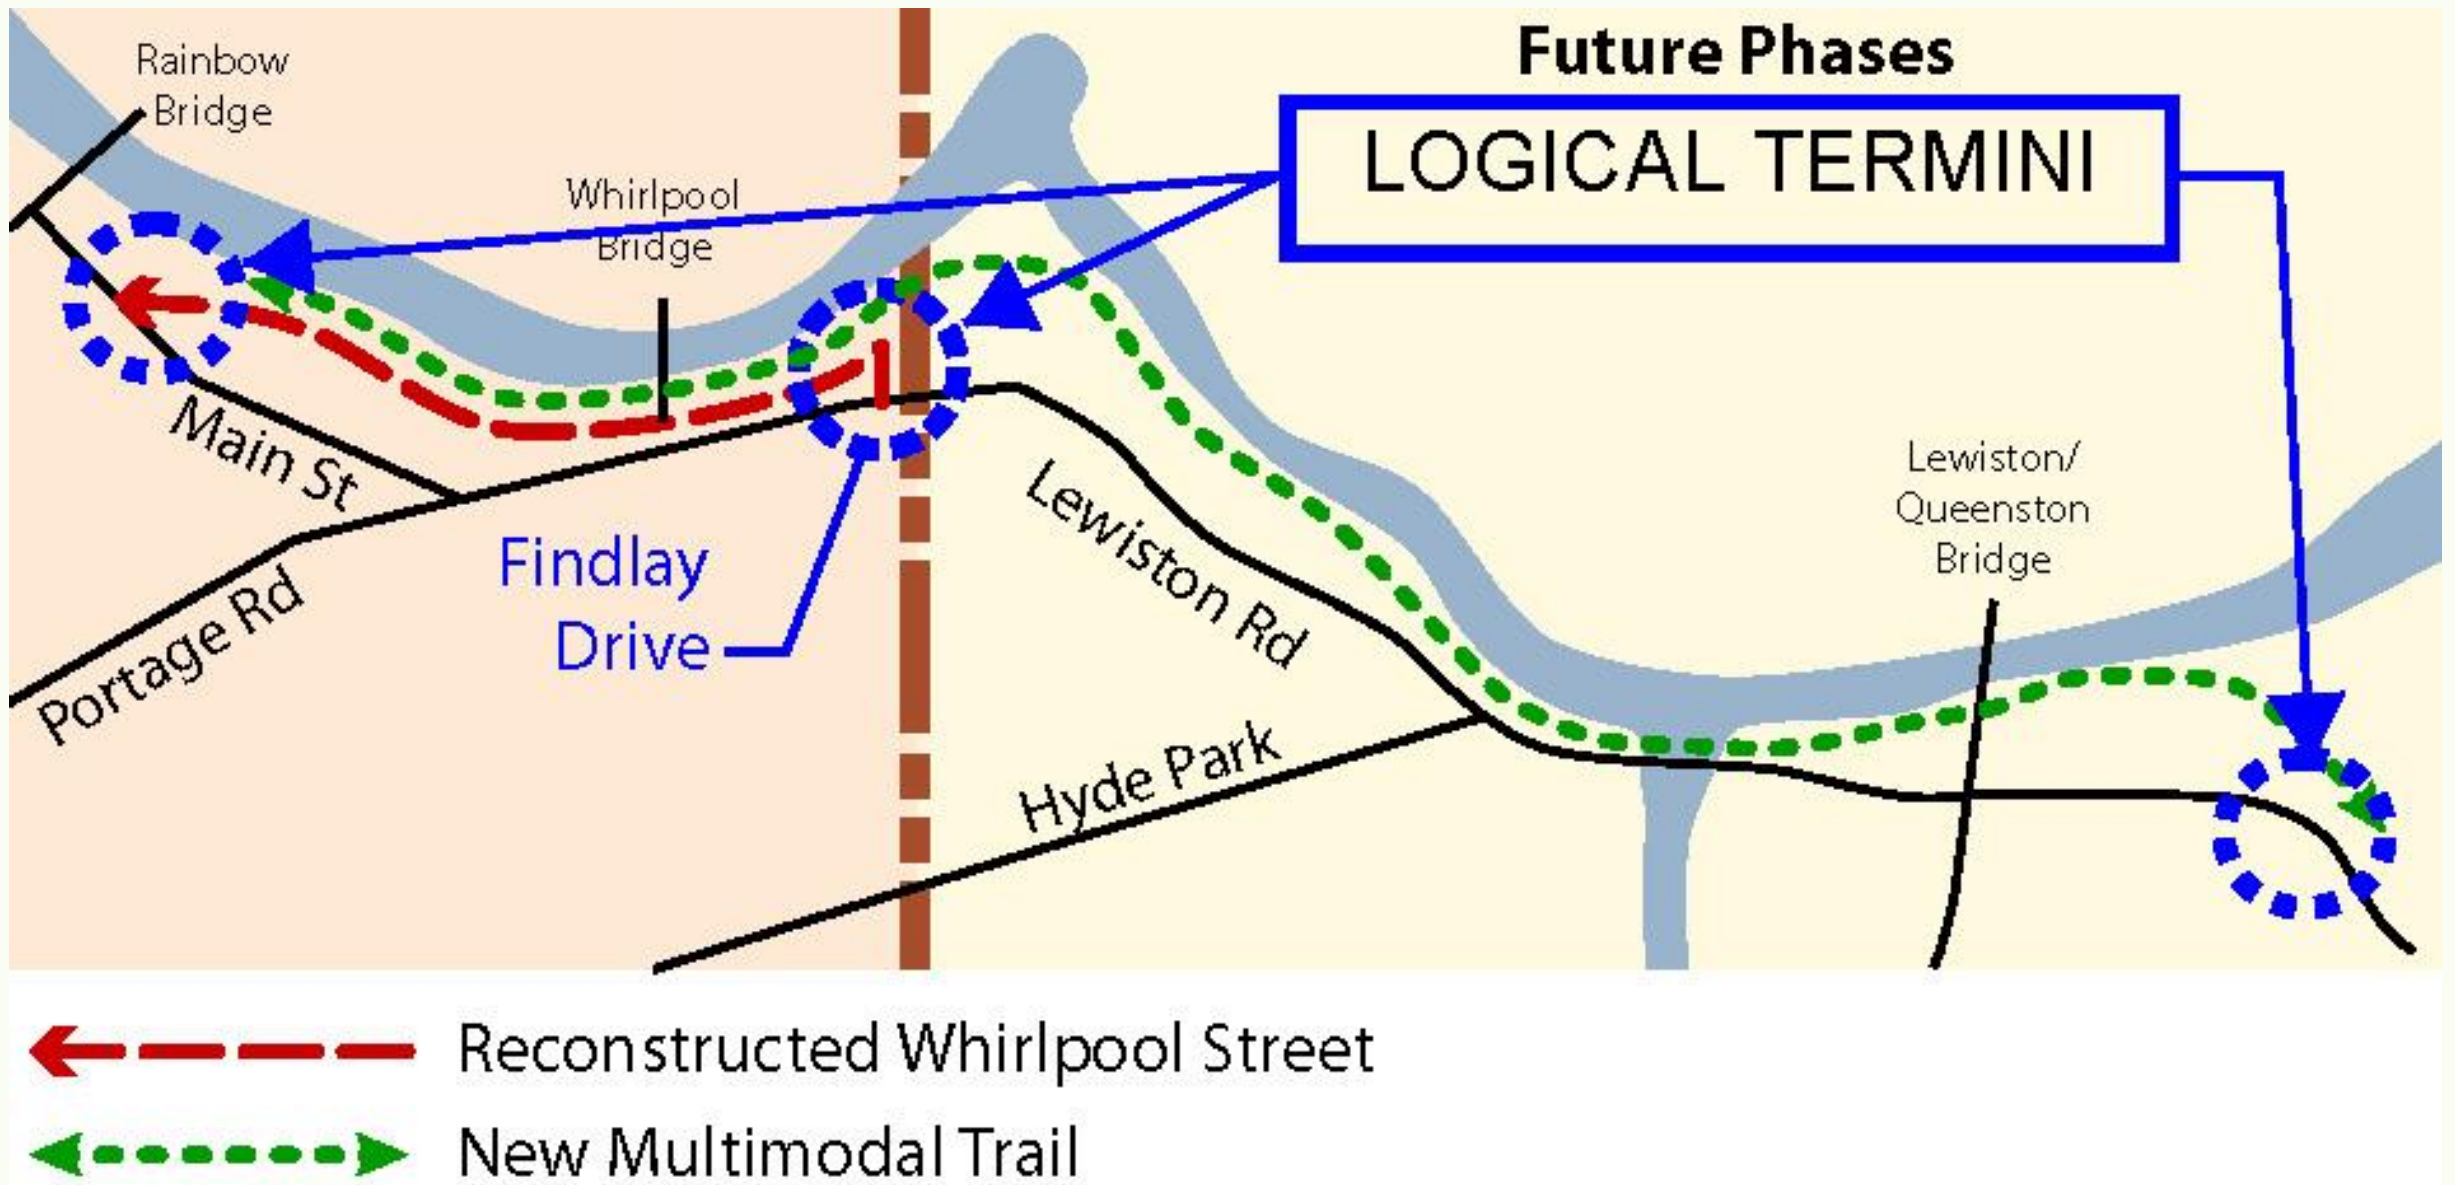 Rainbow
Bridge
Whirlpool
Bridge
Future Phases
LOGICAL TERMINI
Main St
Portage Rd
Findlay
Drive
Lewiston Rd
Hyde Park
Lewiston/
Queenston
Bridge
Reconstructed Whirlpool Street
New Multimodal Trail